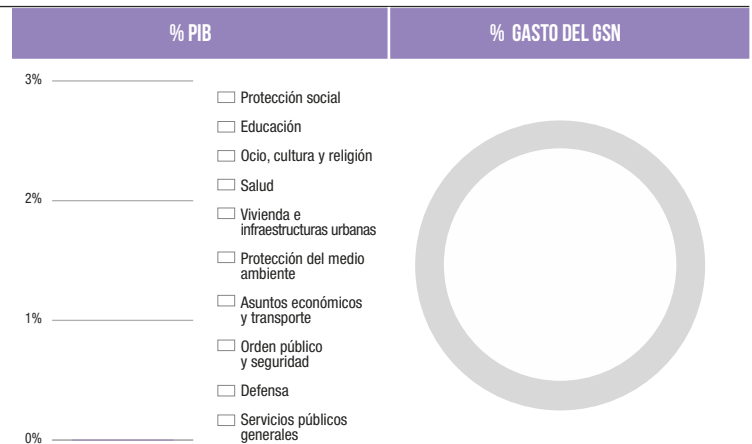 % PIB
% GASTO DEL GSN
3%
2%
1%
0%
Protección social
Educación
Ocio, cultura y religión
Salud
Vivienda e
infraestructuras urbanas
Protección del medio
ambiente
Asuntos económicos
y transporte
Orden público
y seguridad
Defensa
Servicios públicos
generales